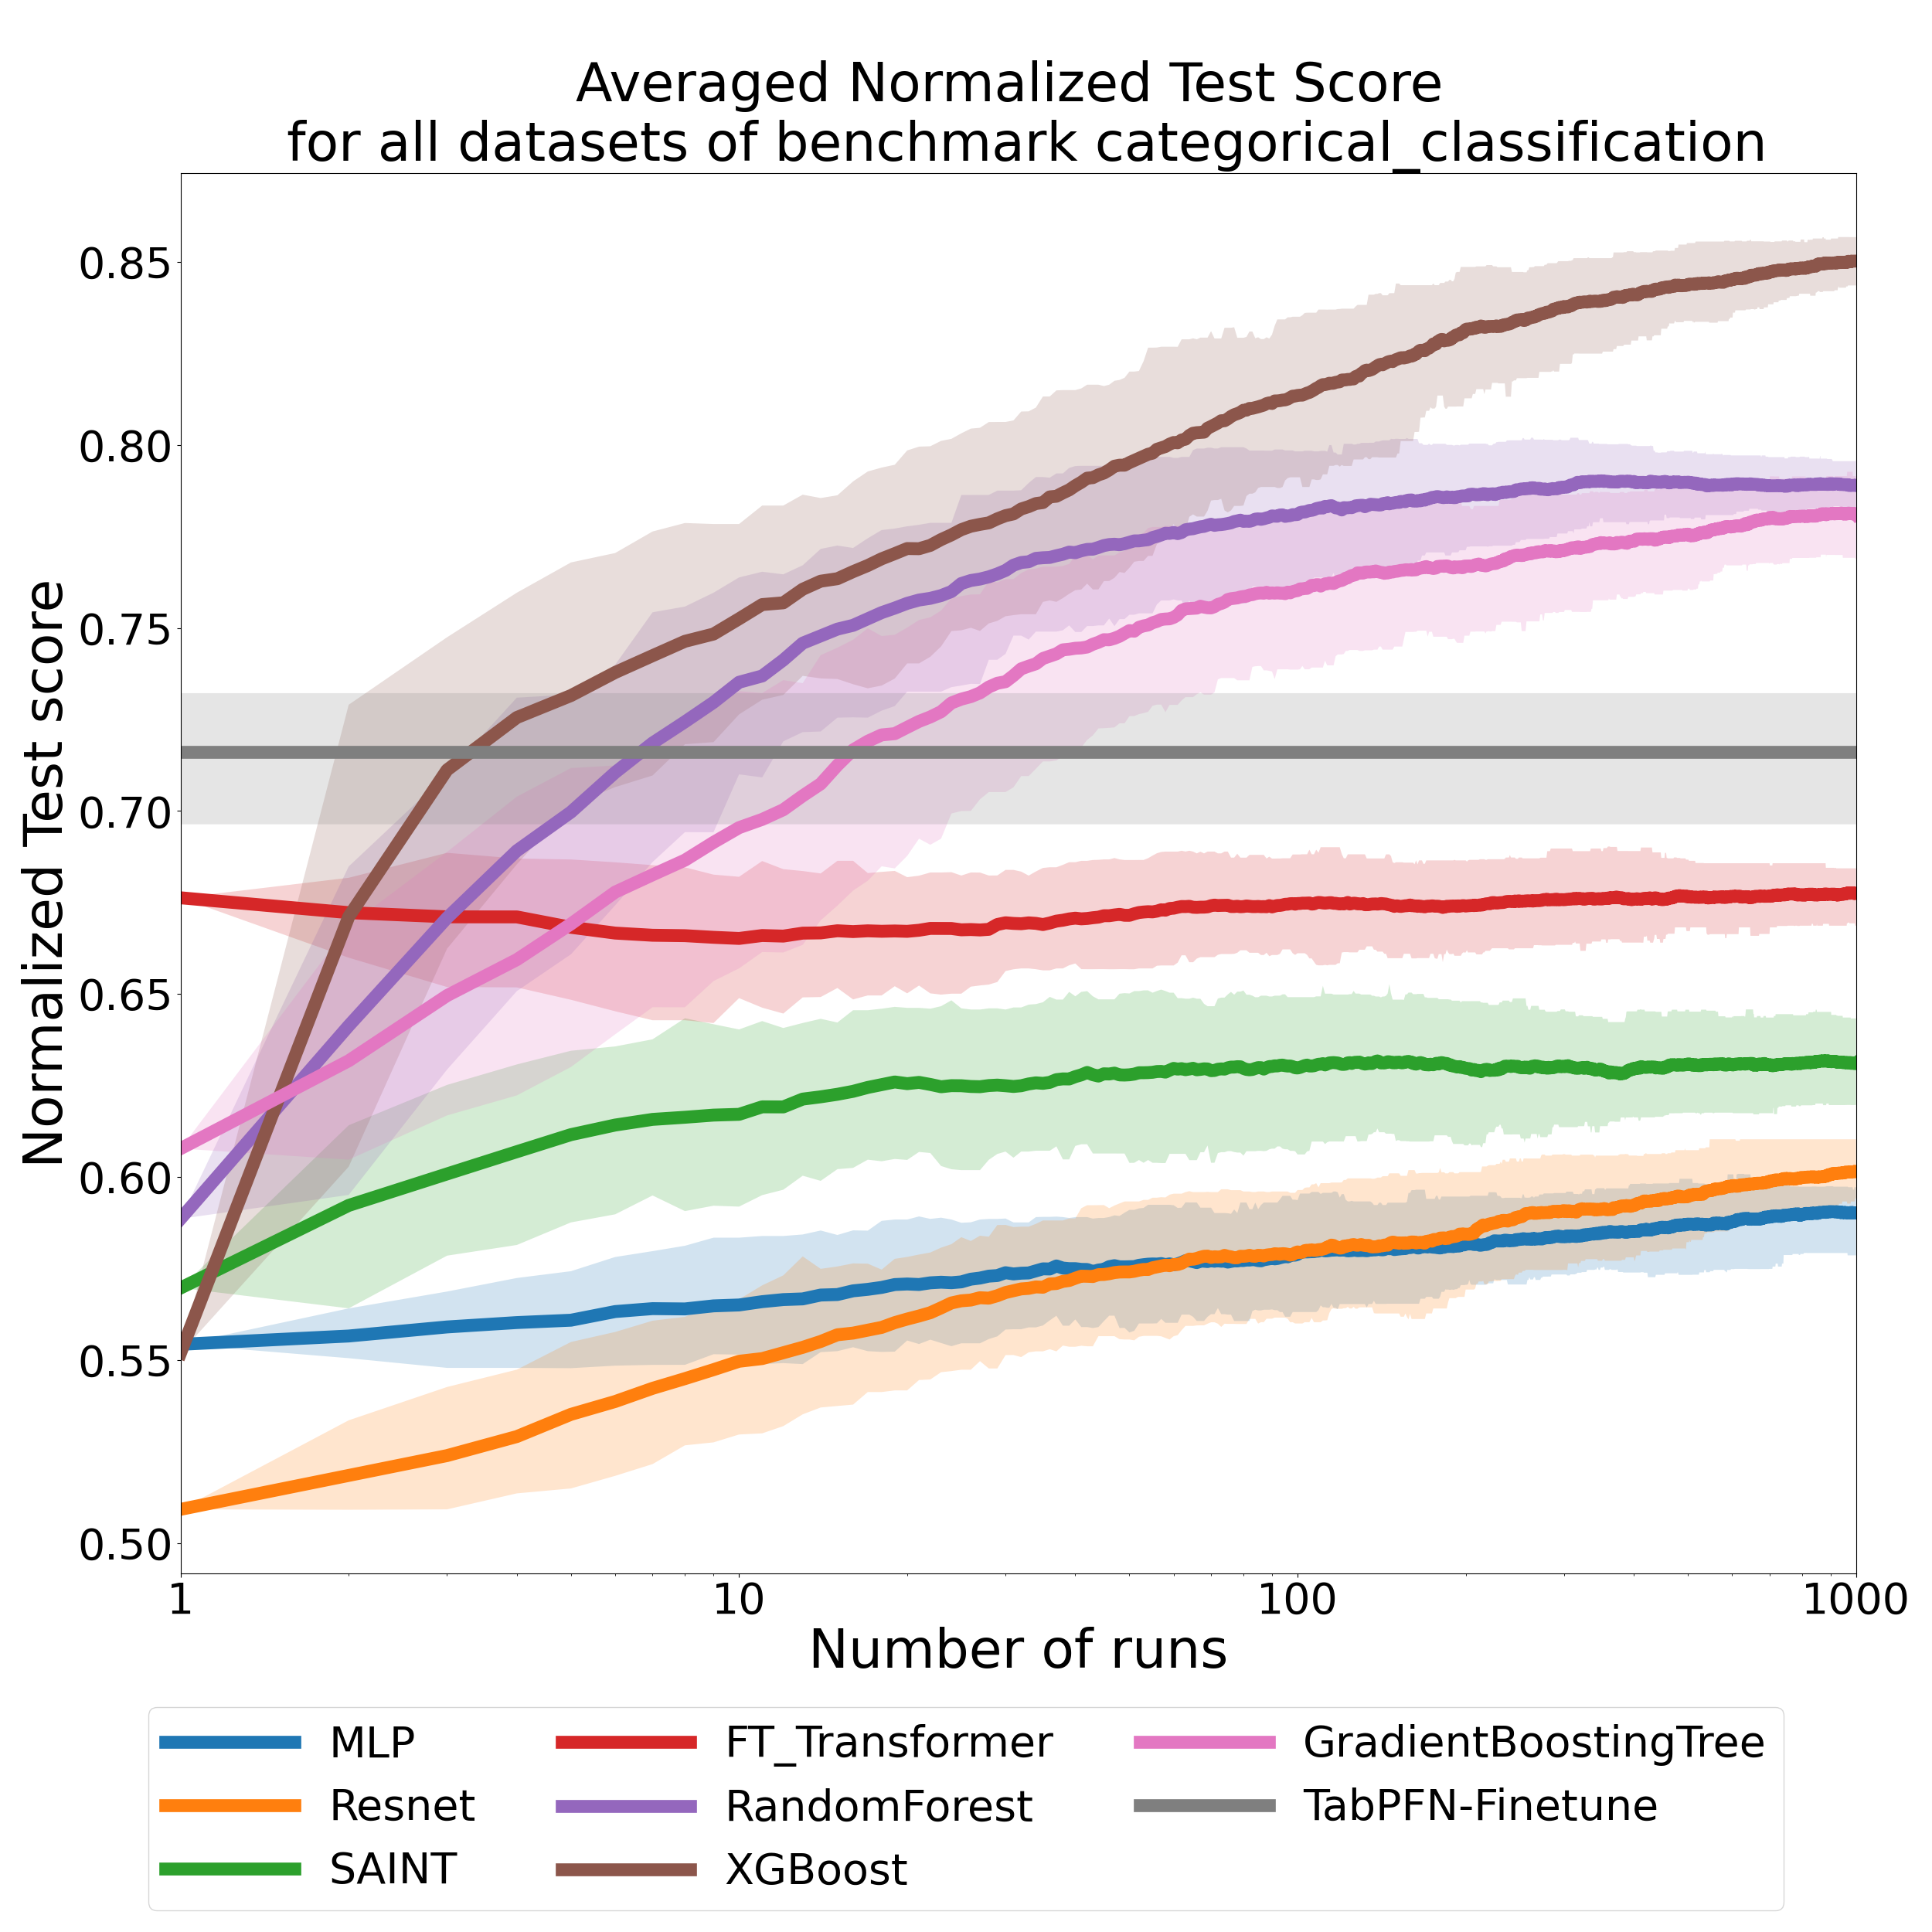 Averaged Normalized Test Score
for all datasets of benchmark categorical_classification
Normalized Test score
0.85
0.80
0.75
0.70
0.65
0.60
0.55
0.50
1
10
100
1000
Number of runs
MLP
Resnet
SAINT
FT_Transformer
RandomForest
XGBoost
GradientBoostingTree
TabPFN-Finetune